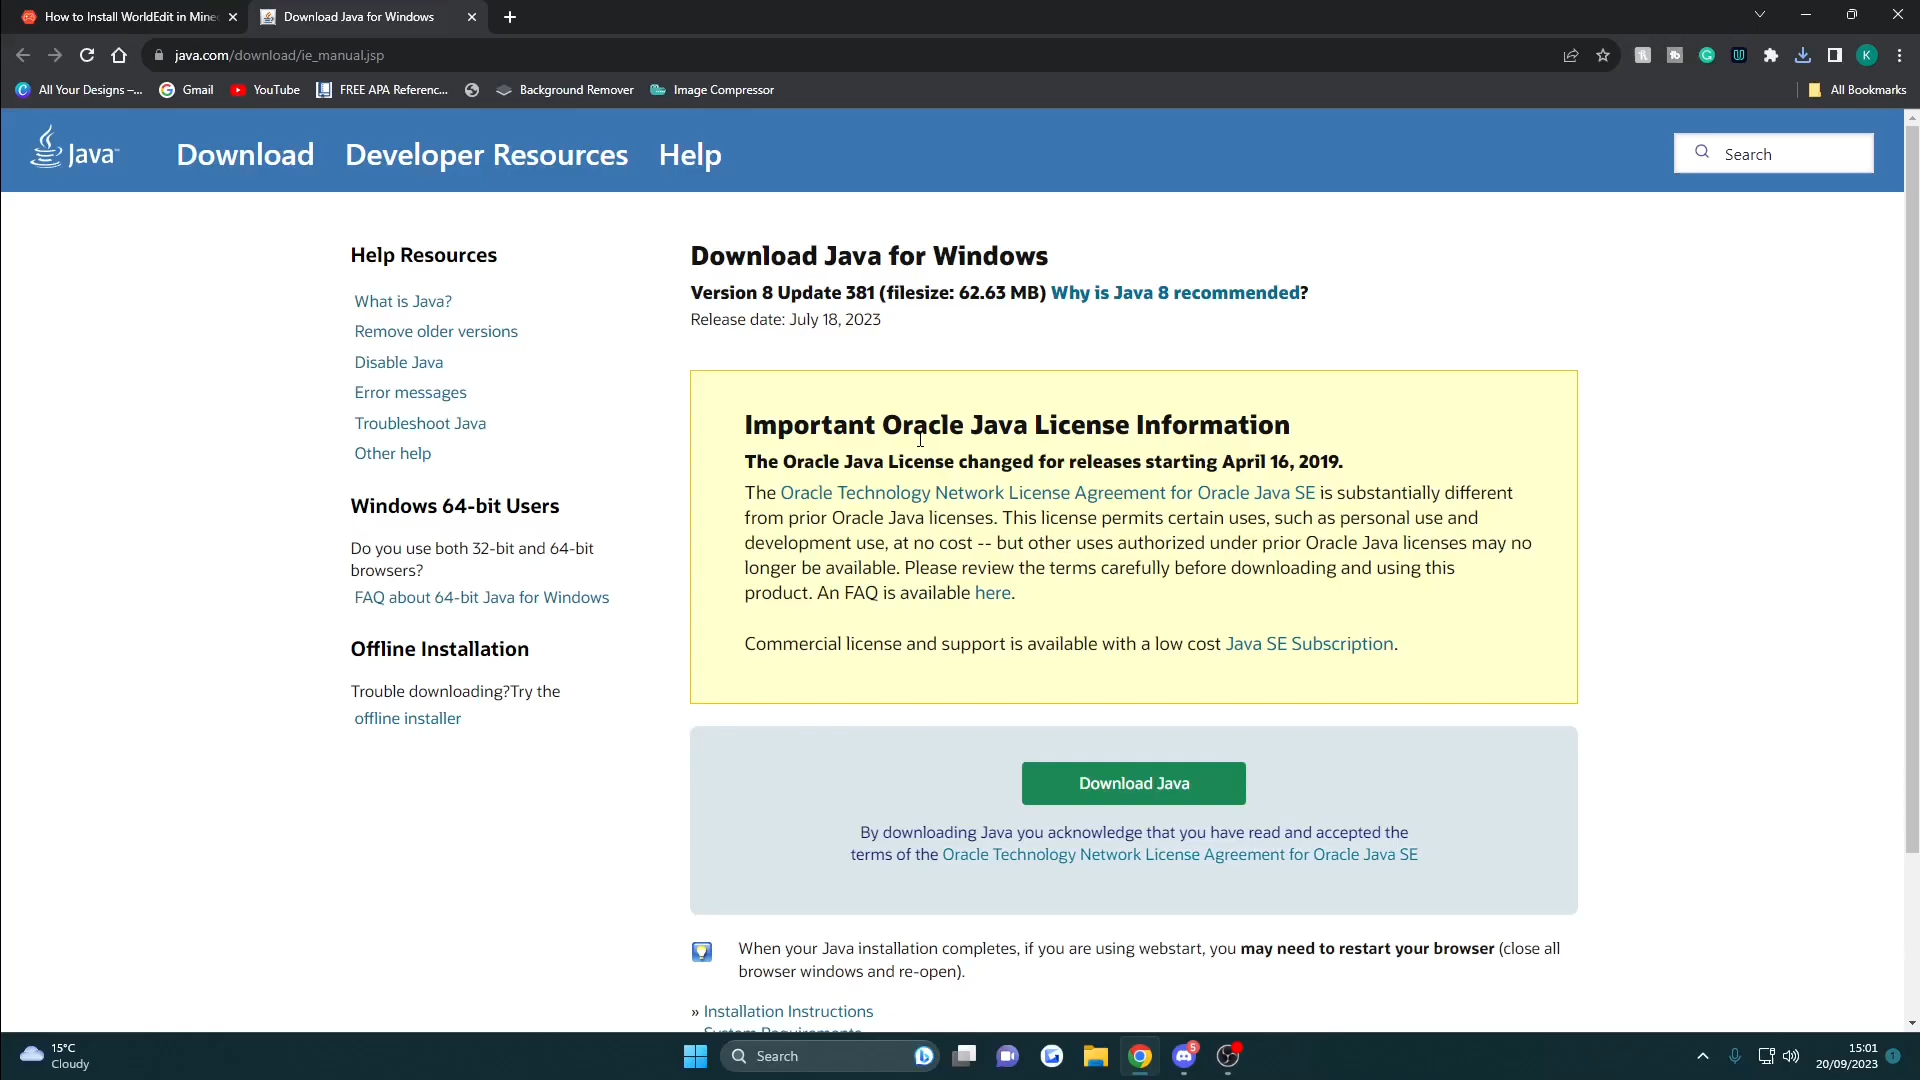 How to Install WorldEdit in Mine
Download Java for Windows
java.com/download/ie_manual.jsp
K
All Your Designs –...
Gmail
YouTube
FREE APA Referenc...
Background Remover
Image Compressor
All Bookmarks
Java™
Download
Developer Resources
Help
Search
Help Resources
What is Java?
Remove older versions
Disable Java
Error messages
Troubleshoot Java
Other help
Windows 64-bit Users
Do you use both 32-bit and 64-bit
browsers?
FAQ about 64-bit Java for Windows
Offline Installation
Trouble downloading?Try the
offline installer
Download Java for Windows
Version 8 Update 381 (filesize: 62.63 MB) Why is Java 8 recommended?
Release date: July 18, 2023
Important Oracle Java License Information
The Oracle Java License changed for releases starting April 16, 2019.
The Oracle Technology Network License Agreement for Oracle Java SE is substantially different
from prior Oracle Java licenses. This license permits certain uses, such as personal use and
development use, at no cost -- but other uses authorized under prior Oracle Java licenses may no
longer be available. Please review the terms carefully before downloading and using this
product. An FAQ is available here.
Commercial license and support is available with a low cost Java SE Subscription.
Download Java
By downloading Java you acknowledge that you have read and accepted the
terms of the Oracle Technology Network License Agreement for Oracle Java SE
When your Java installation completes, if you are using webstart, you may need to restart your browser (close all
browser windows and re-open).
» Installation Instructions
System Requirements
15°C
Cloudy
Search
5
15:01
20/09/2023
1